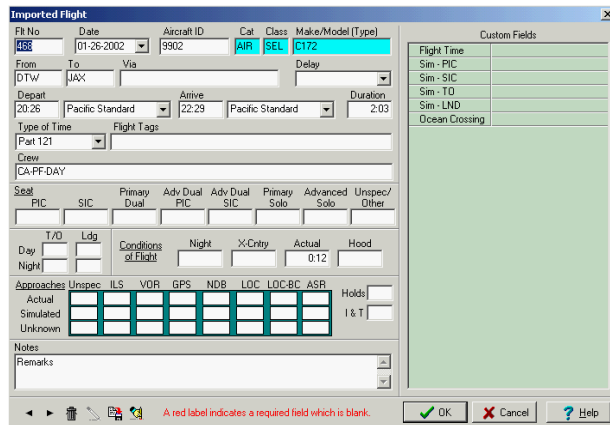 Imported Flight
Flt No Date Aircraft ID Cat Class Make/Model (Type)
468 01-26-2002 9902 AIR SEL C172
From To Via Delay
DTW JAX
Depart Arrive Duration
20:26 Pacific Standard 22:29 Pacific Standard 2:03
Type of Time Flight Tags
Part 121
Crew
CA-PF-DAY
Seat Primary Adv Dual Adv Dual Primary Advanced Unspec/
PIC SIC Dual PIC SIC Solo Solo Other
T/O Ldg Conditions Night X-Cntry Actual Hood
Day of Flight 0:12
Night
Approaches Unspec ILS VOR GPS NDB LOC LOC-BC ASR
Actual Holds
Simulated I & T
Unknown
Notes
Remarks
A red label indicates a required field which is blank.
Custom Fields
Flight Time
Sim - PIC
Sim - SIC
Sim - TO
Sim - LND
Ocean Crossing
OK Cancel ? Help